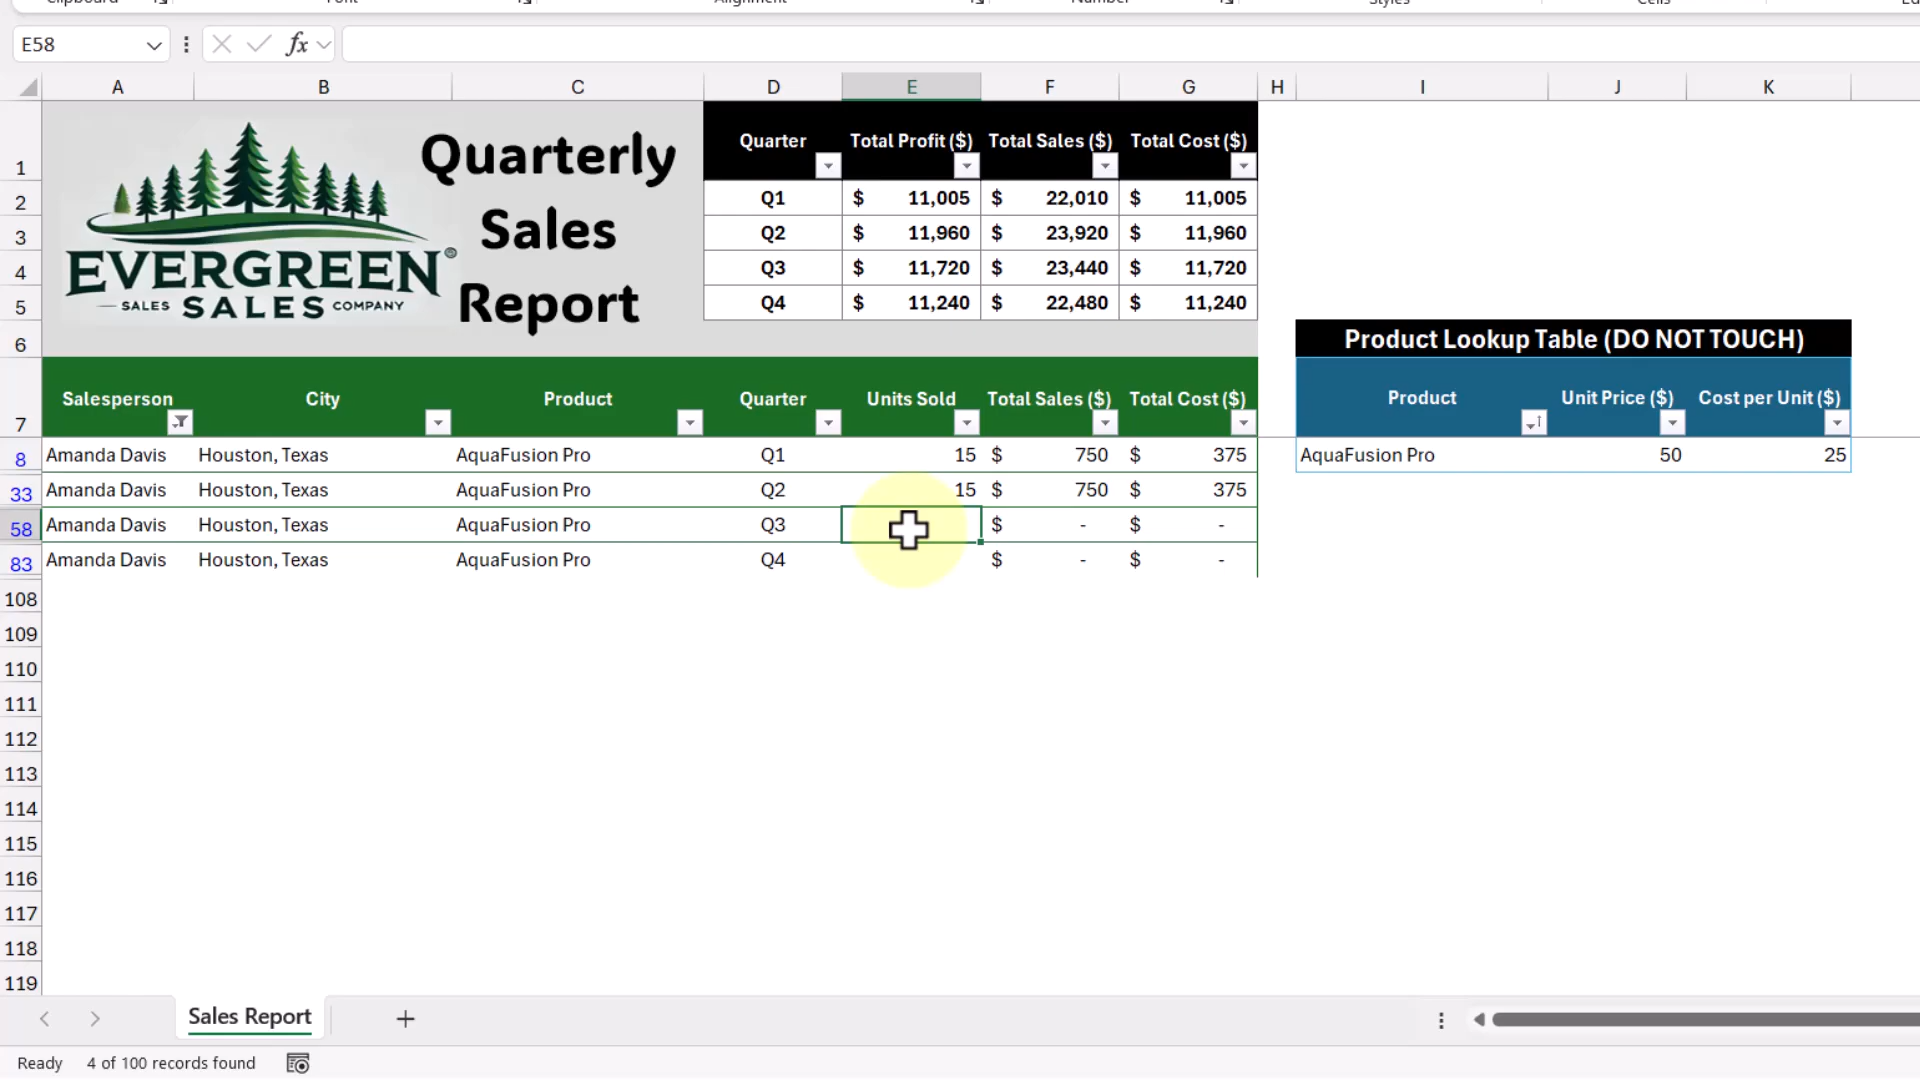 Clipboard Font Alignment Number Styles Cells
E58 fx
A B C D E F G H I J K
Quarterly
Sales
Report
EVERGREEN®
SALES SALES COMPANY
Quarter Total Profit ($) Total Sales ($) Total Cost ($)
1
2 Q1 $ 11,005 $ 22,010 $ 11,005
3 Q2 $ 11,960 $ 23,920 $ 11,960
4 Q3 $ 11,720 $ 23,440 $ 11,720
5 Q4 $ 11,240 $ 22,480 $ 11,240
6 Product Lookup Table (DO NOT TOUCH)
7 Salesperson City Product Quarter Units Sold Total Sales ($) Total Cost ($) Product Unit Price ($) Cost per Unit ($)
8 Amanda Davis Houston, Texas AquaFusion Pro Q1 15 $ 750 $ 375 AquaFusion Pro 50 25
33 Amanda Davis Houston, Texas AquaFusion Pro Q2 15 $ 750 $ 375
58 Amanda Davis Houston, Texas AquaFusion Pro Q3 $ - $ -
83 Amanda Davis Houston, Texas AquaFusion Pro Q4 $ - $ -
108
109
110
111
112
113
114
115
116
117
118
119
Sales Report
Ready 4 of 100 records found